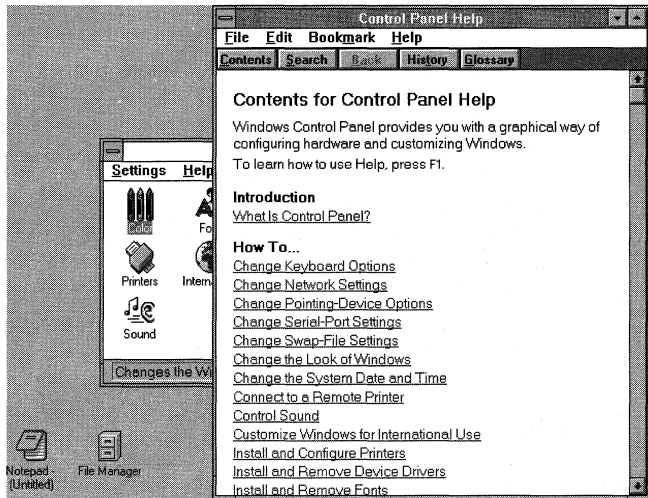 Control Panel Help
File Edit Bookmark Help
Contents Search Back History Glossary
Contents for Control Panel Help
Windows Control Panel provides you with a graphical way of
configuring hardware and customizing Windows.
To learn how to use Help, press F1.
Introduction
What Is Control Panel?
How To...
Change Keyboard Options
Change Network Settings
Change Pointing-Device Options
Change Serial-Port Settings
Change Swap-File Settings
Change the Look of Windows
Change the System Date and Time
Connect to a Remote Printer
Control Sound
Customize Windows for International Use
Install and Configure Printers
Install and Remove Device Drivers
Install and Remove Fonts
Settings Help
Color
Fo
Printers
Intern
Sound
Changes the Wi
Notepad -
(Untitled)
File Manager